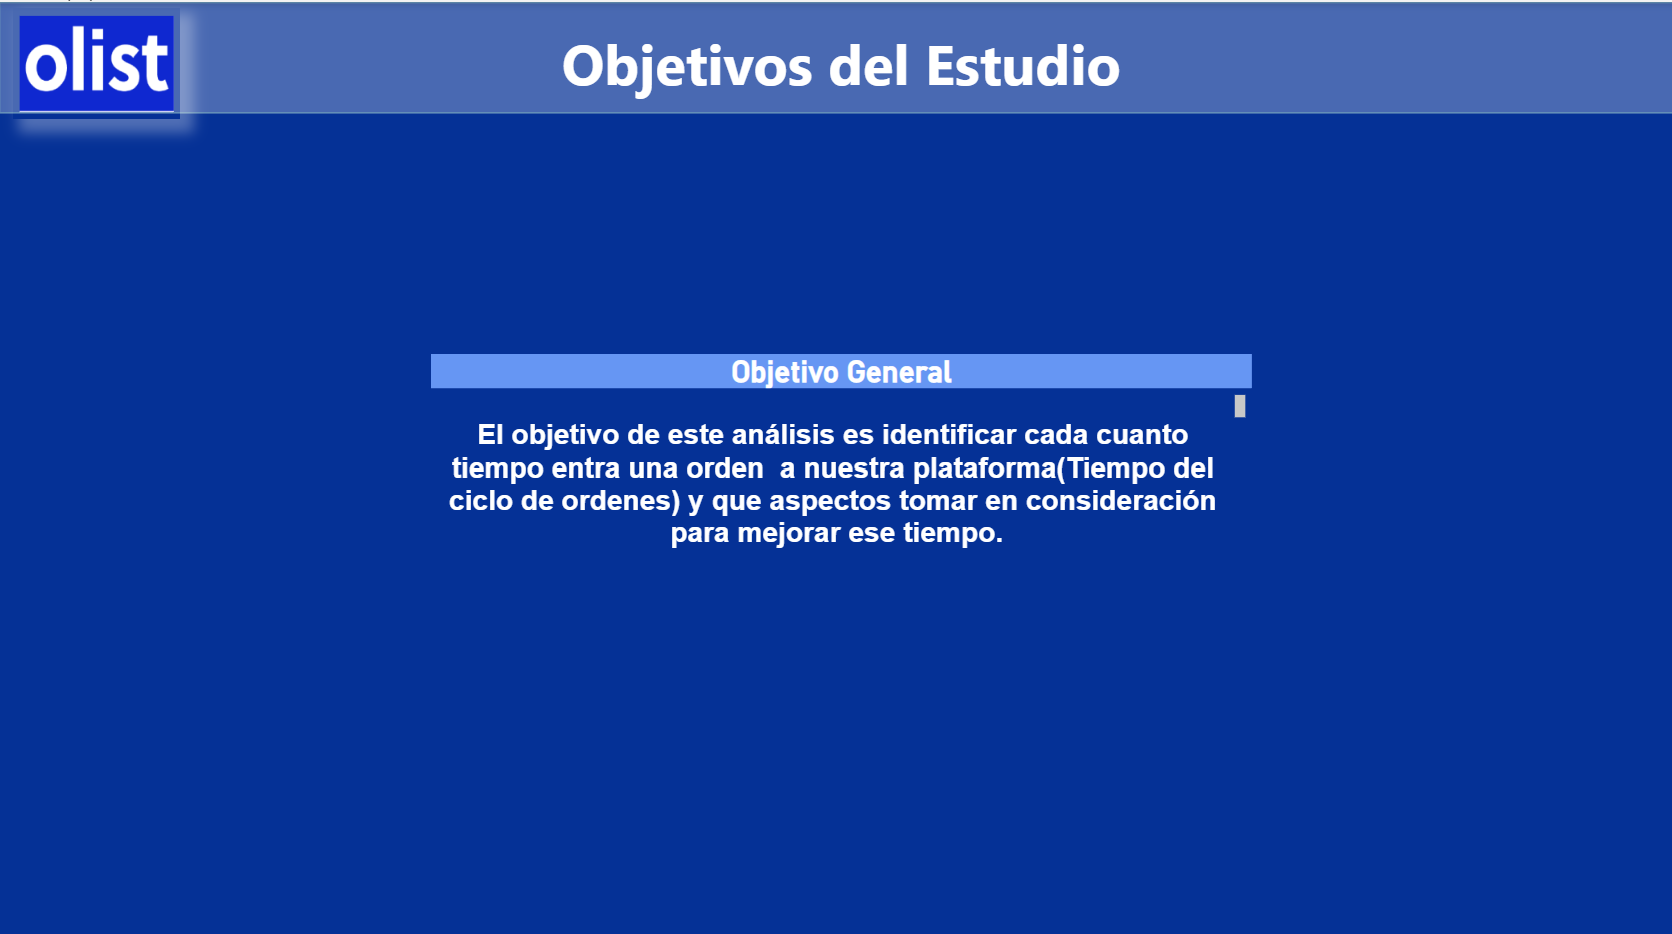 olist
Objetivos del Estudio
Objetivo General
El objetivo de este análisis es identificar cada cuanto
tiempo entra una orden  a nuestra plataforma(Tiempo del
ciclo de ordenes) y que aspectos tomar en consideración
para mejorar ese tiempo.